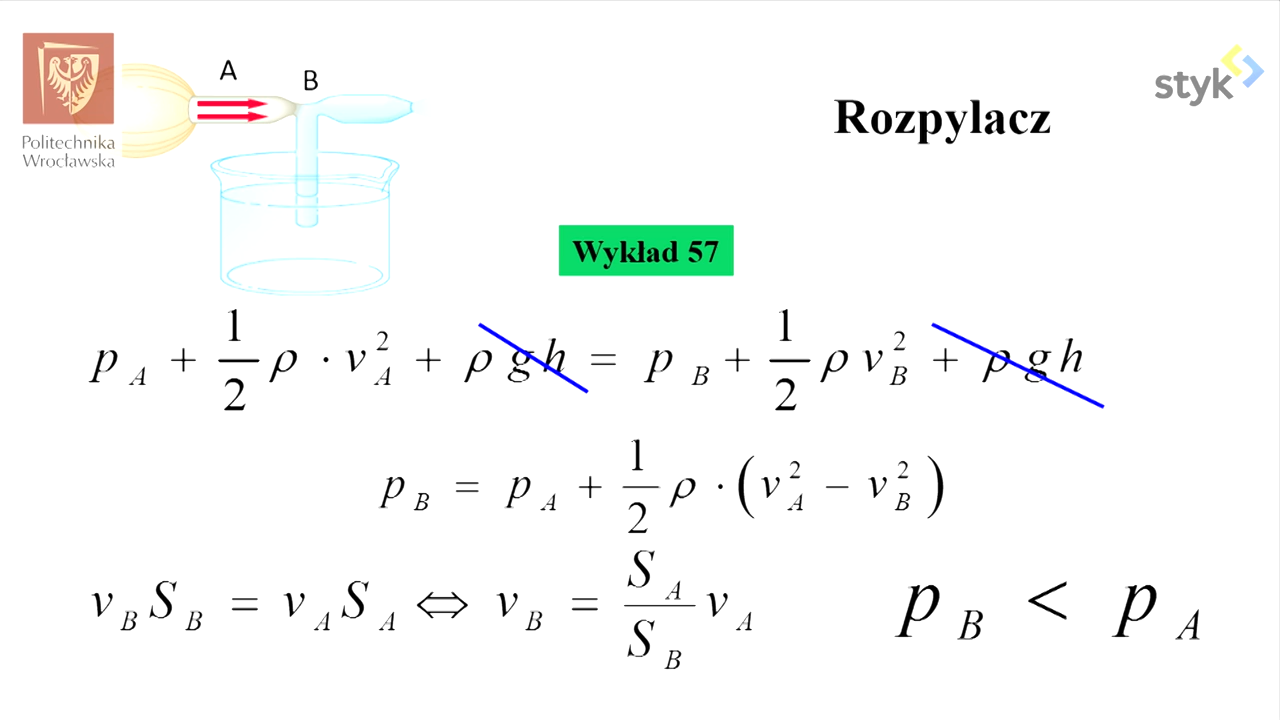 Politechnika
Wrocławska
A
B
styk
Rozpylacz
Wykład 57
p_A + 1/2 ρ · v_A^2 + ρgh = p_B + 1/2 ρ v_B^2 + ρgh
p_B = p_A + 1/2 ρ · (v_A^2 − v_B^2)
v_B S_B = v_A S_A ⇔ v_B = S_A/S_B v_A
p_B < p_A